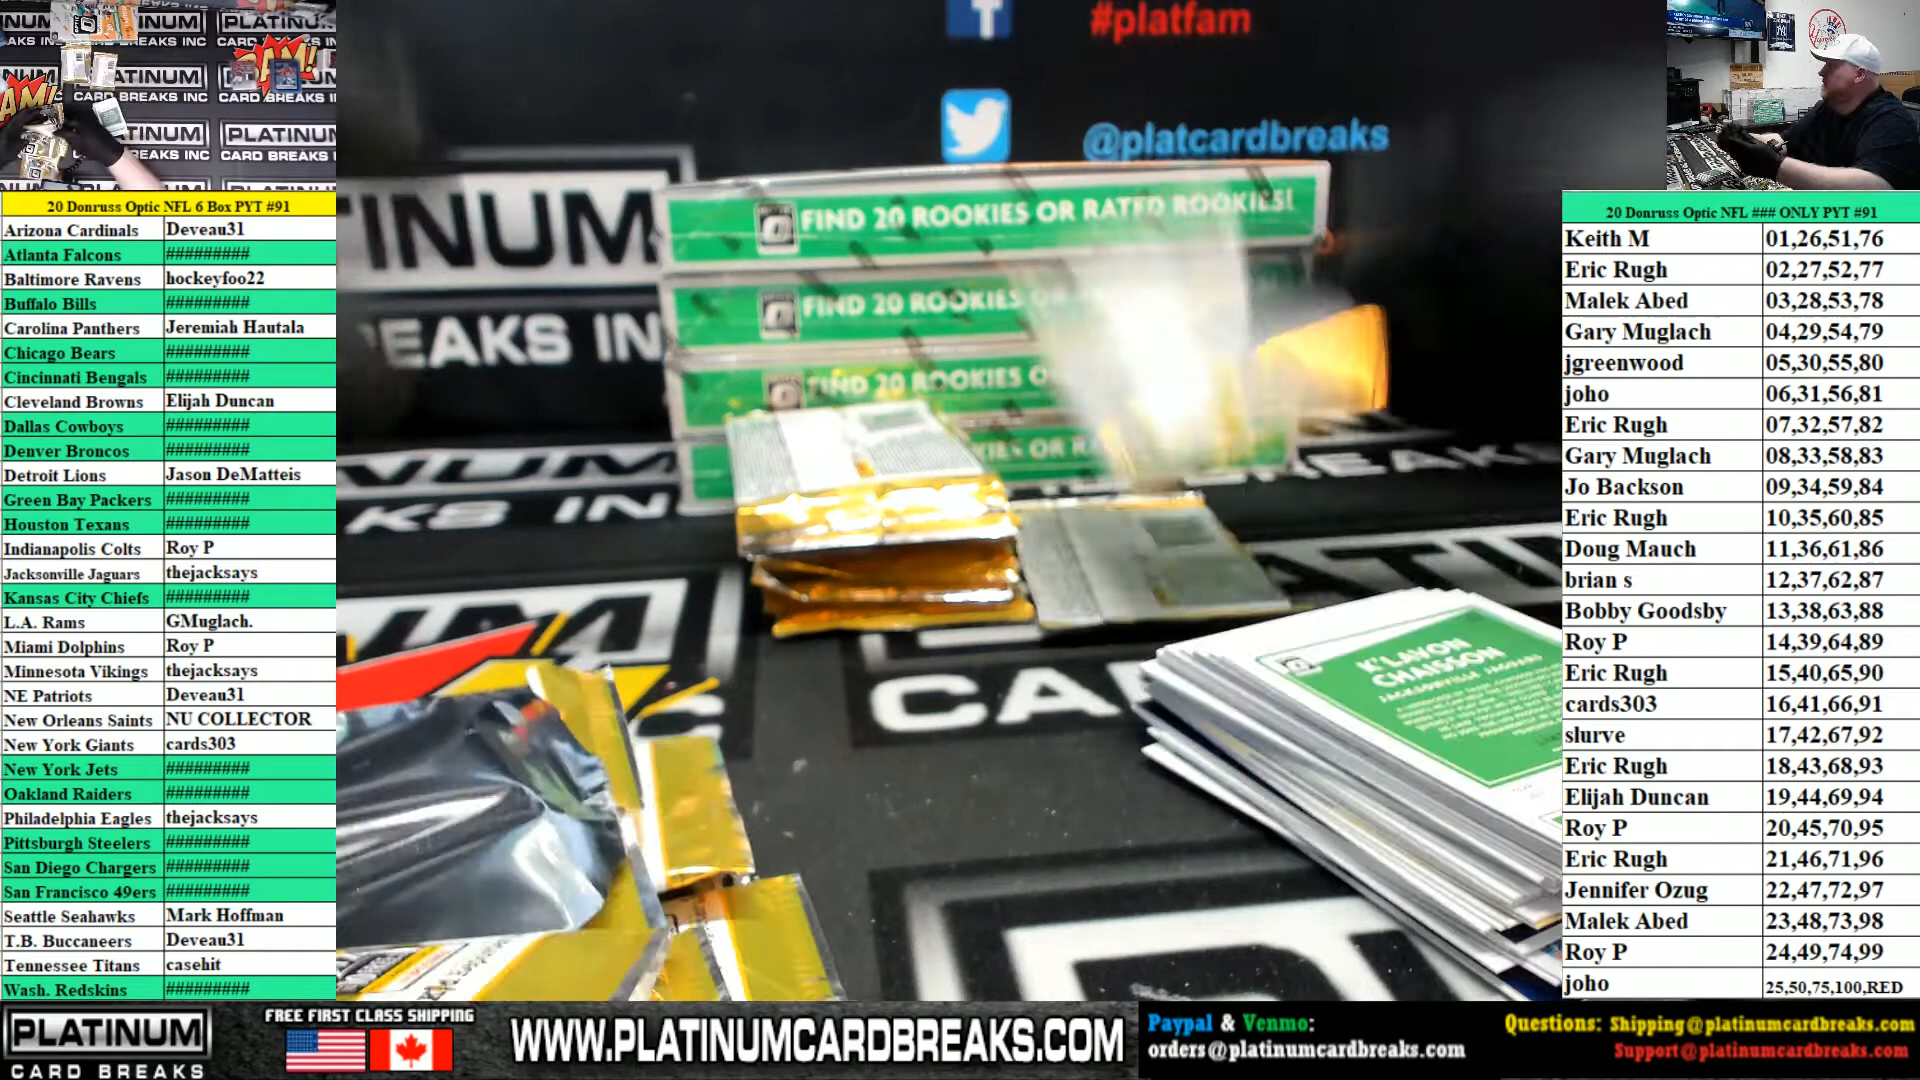 #platfam
@platcardbreaks
FIND 20 ROOKIES OR RATED ROOKIES!
FIND 20 ROOKIES
FIND 20 ROOKIES
K'LAVON
CHAISSON
JACKSONVILLE JAGUARS
PLATINUM
CARD BREAKS INC
20 Donruss Optic NFL 6 Box PYT #91
Arizona Cardinals Deveau31
Atlanta Falcons #########
Baltimore Ravens hockeyfoo22
Buffalo Bills #########
Carolina Panthers Jeremiah Hautala
Chicago Bears #########
Cincinnati Bengals #########
Cleveland Browns Elijah Duncan
Dallas Cowboys #########
Denver Broncos #########
Detroit Lions Jason DeMatteis
Green Bay Packers #########
Houston Texans #########
Indianapolis Colts Roy P
Jacksonville Jaguars thejacksays
Kansas City Chiefs #########
L.A. Rams GMuglach.
Miami Dolphins Roy P
Minnesota Vikings thejacksays
NE Patriots Deveau31
New Orleans Saints NU COLLECTOR
New York Giants cards303
New York Jets #########
Oakland Raiders #########
Philadelphia Eagles thejacksays
Pittsburgh Steelers #########
San Diego Chargers #########
San Francisco 49ers #########
Seattle Seahawks Mark Hoffman
T.B. Buccaneers Deveau31
Tennessee Titans casehit
Wash. Redskins #########
20 Donruss Optic NFL ### ONLY PYT #91
Keith M 01,26,51,76
Eric Rugh 02,27,52,77
Malek Abed 03,28,53,78
Gary Muglach 04,29,54,79
jgreenwood 05,30,55,80
joho 06,31,56,81
Eric Rugh 07,32,57,82
Gary Muglach 08,33,58,83
Jo Backson 09,34,59,84
Eric Rugh 10,35,60,85
Doug Mauch 11,36,61,86
brian s 12,37,62,87
Bobby Goodsby 13,38,63,88
Roy P 14,39,64,89
Eric Rugh 15,40,65,90
cards303 16,41,66,91
slurve 17,42,67,92
Eric Rugh 18,43,68,93
Elijah Duncan 19,44,69,94
Roy P 20,45,70,95
Eric Rugh 21,46,71,96
Jennifer Ozug 22,47,72,97
Malek Abed 23,48,73,98
Roy P 24,49,74,99
joho 25,50,75,100,RED
PLATINUM
CARD BREAKS
FREE FIRST CLASS SHIPPING
WWW.PLATINUMCARDBREAKS.COM
Paypal & Venmo:
orders@platinumcardbreaks.com
Questions: Shipping@platinumcardbreaks.com
Support@platinumcardbreaks.com